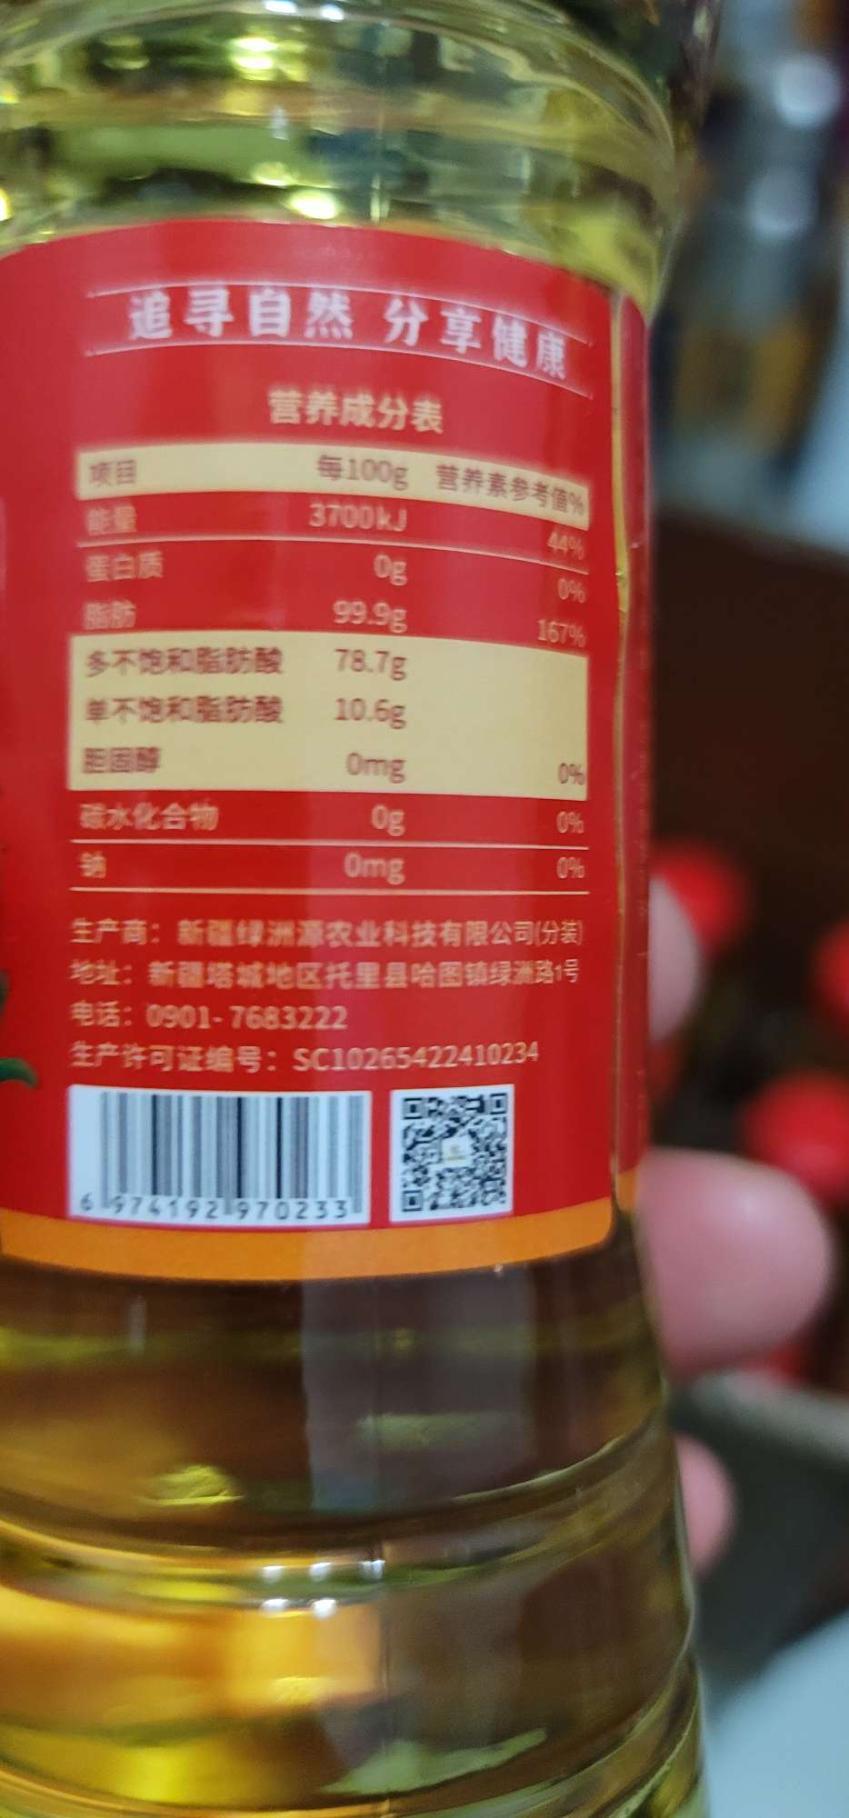 追寻自然 分享健康
营养成分表
项目 每100g 营养素参考值%
能量 3700kJ 44%
蛋白质 0g 0%
脂肪 99.9g 167%
多不饱和脂肪酸 78.7g
单不饱和脂肪酸 10.6g
胆固醇 0mg 0%
碳水化合物 0g 0%
钠 0mg 0%
生产商：新疆绿洲源农业科技有限公司(分装)
地址：新疆塔城地区托里县哈图镇绿洲路1号
电话：0901-7683222
生产许可证编号：SC10265422410234
6 974192 970233